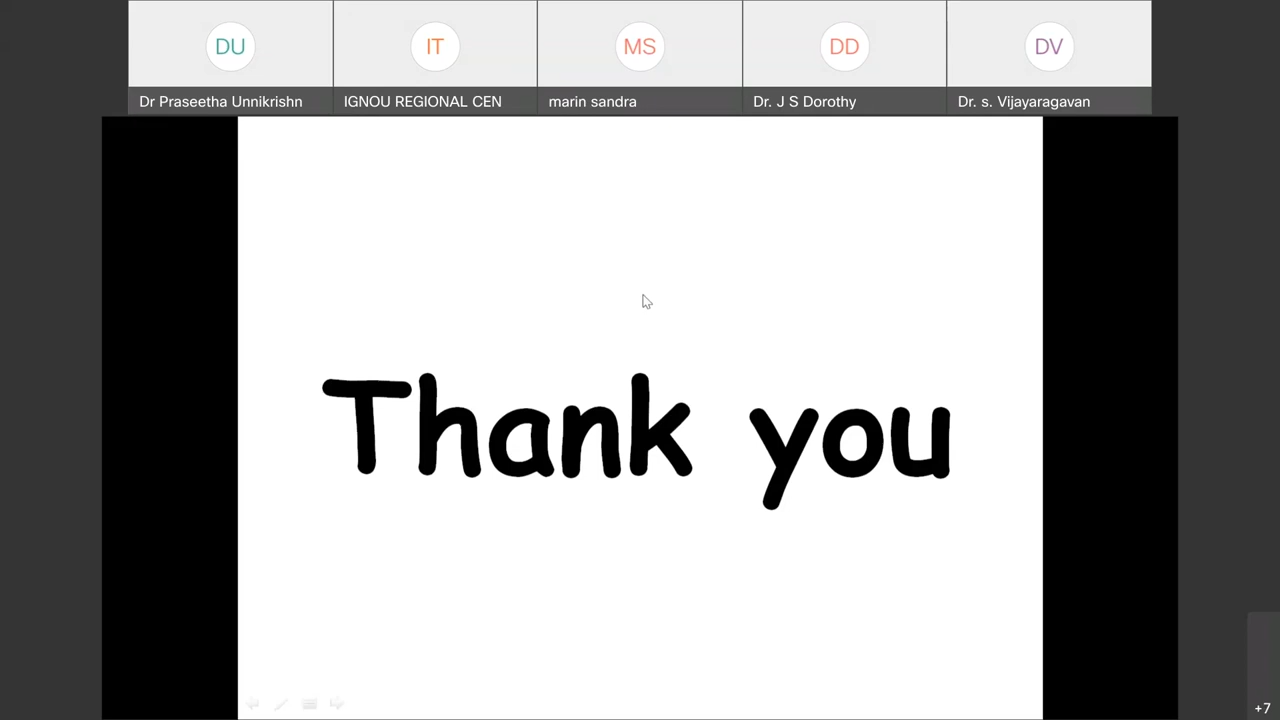 DU
IT
MS
DD
DV
Dr Praseetha Unnikrishn
IGNOU REGIONAL CEN
marin sandra
Dr. J S Dorothy
Dr. s. Vijayaragavan
Thank you
+7